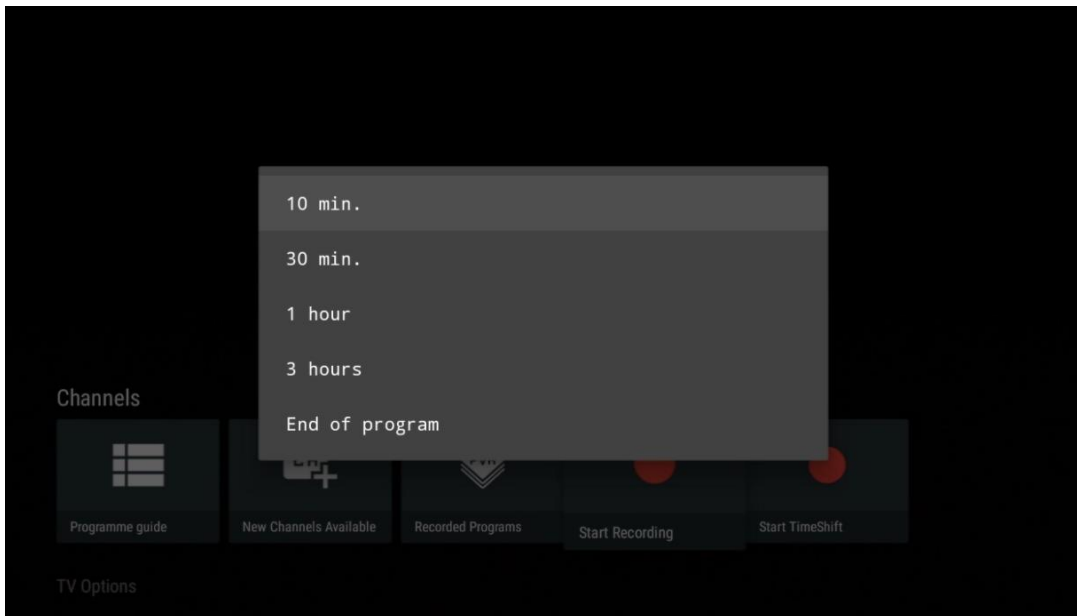 10 min.
30 min.
1 hour
3 hours
End of program
Channels
Programme guide
New Channels Available
Recorded Programs
Start Recording
Start TimeShift
TV Options